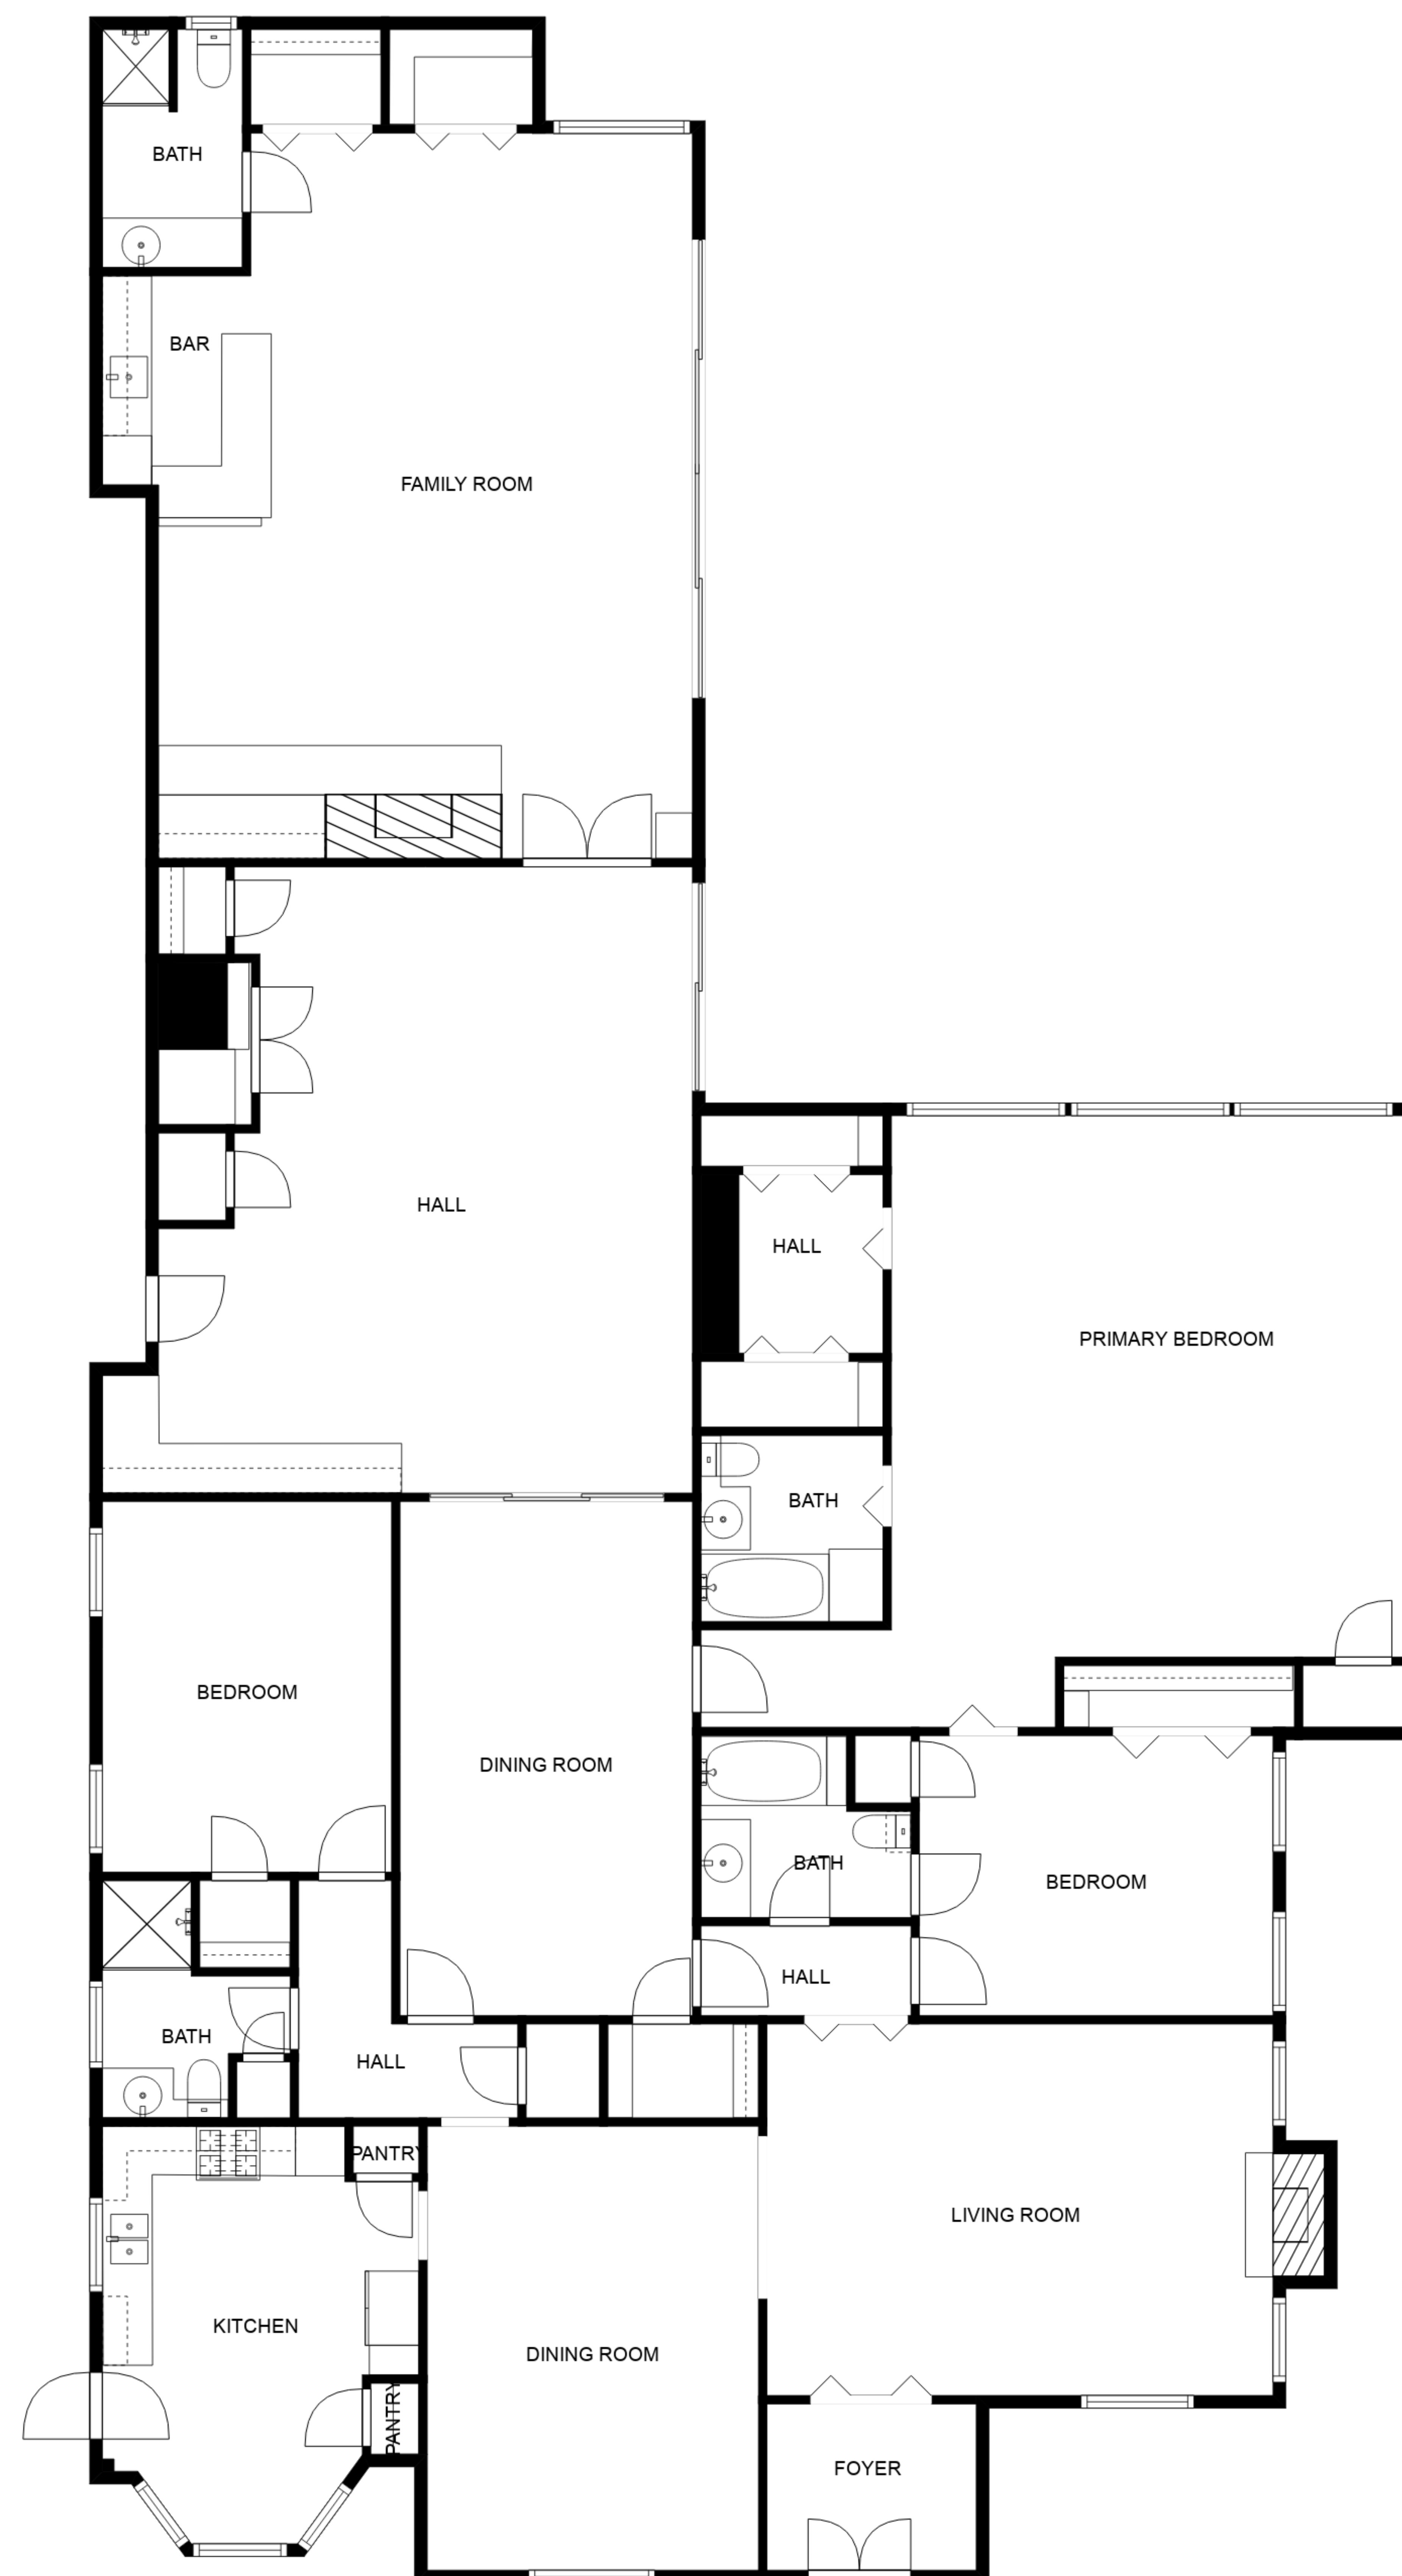 BATH
BAR
FAMILY ROOM
HALL
HALL
PRIMARY BEDROOM
BATH
BEDROOM
DINING ROOM
BATH
BEDROOM
HALL
BATH
HALL
PANTRY
LIVING ROOM
KITCHEN
DINING ROOM
PANTRY
FOYER